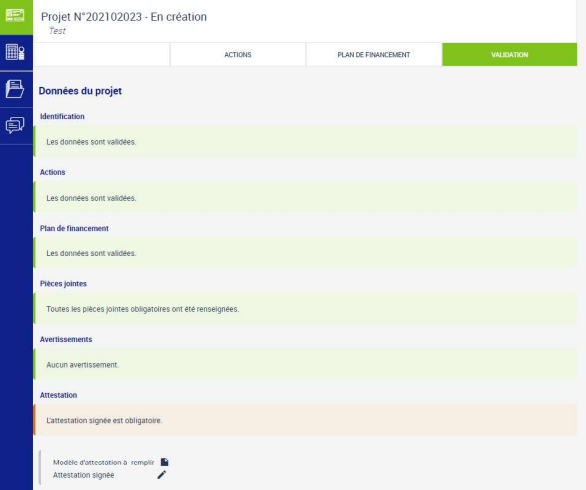 Projet N°202102023 - En création
Test
ACTIONS
PLAN DE FINANCEMENT
VALIDATION
Données du projet
Identification
Les données sont validées.
Actions
Les données sont validées.
Plan de financement
Les données sont validées.
Pièces jointes
Toutes les pièces jointes obligatoires ont été renseignées.
Avertissements
Aucun avertissement.
Attestation
L'attestation signée est obligatoire.
Modèle d'attestation à remplir
Attestation signée